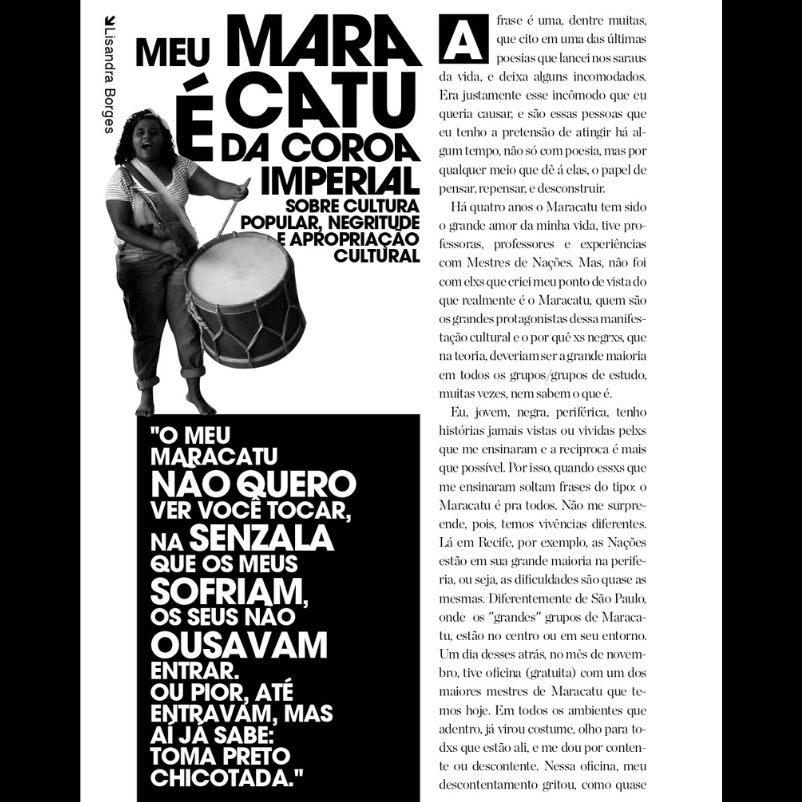 Lisandra Borges
MEU MARA
CATU
É DA COROA
IMPERIAL
SOBRE CULTURA
POPULAR, NEGRITUDE
E APROPRIAÇÃO
CULTURAL
"O MEU
MARACATU
NÃO QUERO
VER VOCÊ TOCAR,
NA SENZALA
QUE OS MEUS
SOFRIAM,
OS SEUS NÃO
OUSAVAM
ENTRAR.
OU PIOR, ATÉ
ENTRAVAM, MAS
AÍ JÁ SABE:
TOMA PRETO
CHICOTADA."
A frase é uma, dentre muitas,
que cito em uma das últimas
poesias que lancei nos saraus
da vida, e deixa alguns incomodados.
Era justamente esse incômodo que eu
queria causar, e são essas pessoas que
eu tenho a pretensão de atingir há al-
gum tempo, não só com poesia, mas por
qualquer meio que dê á elas, o papel de
pensar, repensar, e desconstruir.
Há quatro anos o Maracatu tem sido
o grande amor da minha vida, tive pro-
fessoras, professores e experiências
com Mestres de Nações. Mas, não foi
com elxs que criei meu ponto de vista do
que realmente é o Maracatu, quem são
os grandes protagonistas dessa manifes-
tação cultural e o por quê xs negrxs, que
na teoria, deveriam ser a grande maioria
em todos os grupos/grupos de estudo,
muitas vezes, nem sabem o que é.
Eu, jovem, negra, periférica, tenho
histórias jamais vistas ou vividas pelxs
que me ensinaram e a reciproca é mais
que possível. Por isso, quando essxs que
me ensinaram soltam frases do tipo: o
Maracatu é pra todos. Não me surpre-
ende, pois, temos vivências diferentes.
Lá em Recife, por exemplo, as Nações
estão em sua grande maioria na perife-
ria, ou seja, as dificuldades são quase as
mesmas. Diferentemente de São Paulo,
onde os "grandes" grupos de Maraca-
tu, estão no centro ou em seu entorno.
Um dia desses atrás, no mês de novem-
bro, tive oficina (gratuita) com um dos
maiores mestres de Maracatu que te-
mos hoje. Em todos os ambientes que
adentro, já virou costume, olho para to-
dxs que estão ali, e me dou por conten-
te ou descontente. Nessa oficina, meu
descontentamento gritou, como quase